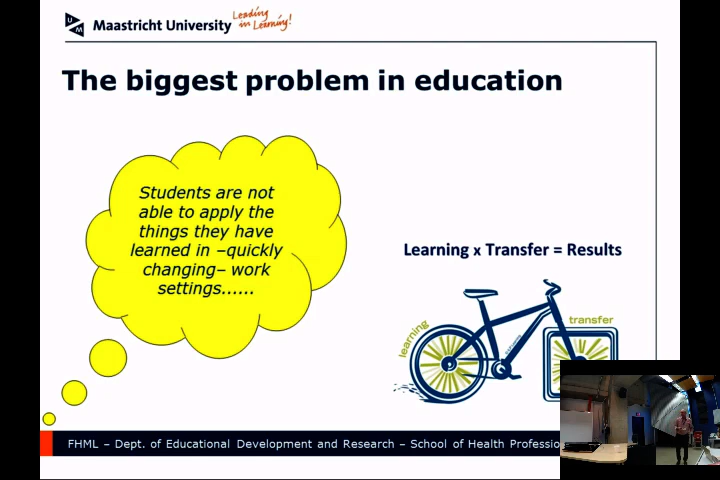 UM
Maastricht University
Leading
in Learning!
The biggest problem in education
Students are not
able to apply the
things they have
learned in –quickly
changing– work
settings......
Learning x Transfer = Results
learning
transfer
FHML – Dept. of Educational Development and Research – School of Health Professio